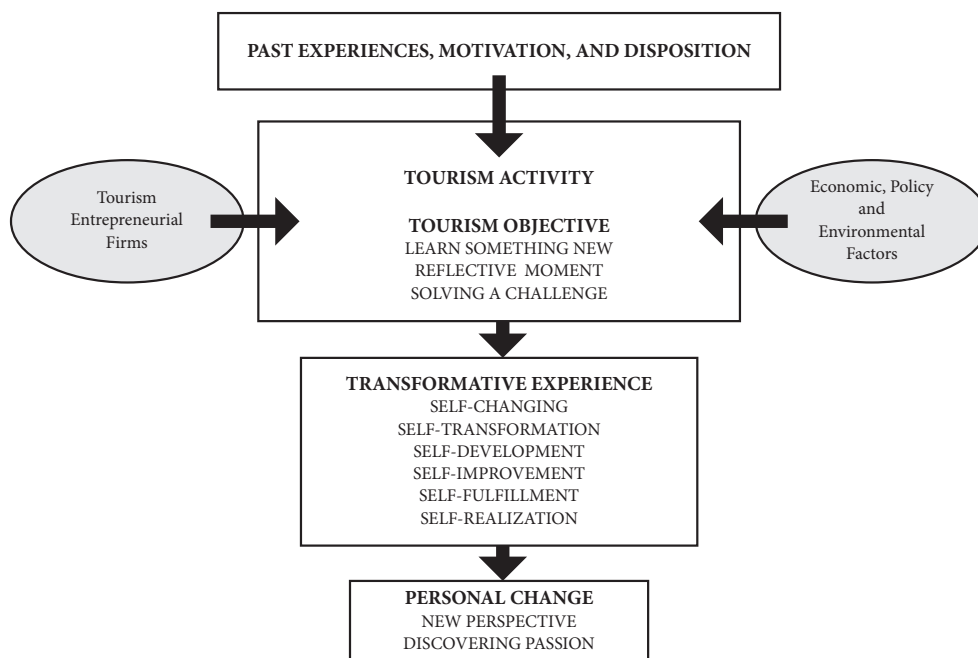 PAST EXPERIENCES, MOTIVATION, AND DISPOSITION
Tourism
Entrepreneurial
Firms
TOURISM ACTIVITY
TOURISM OBJECTIVE
LEARN SOMETHING NEW
REFLECTIVE MOMENT
SOLVING A CHALLENGE
Economic, Policy
and
Environmental
Factors
TRANSFORMATIVE EXPERIENCE
SELF-CHANGING
SELF-TRANSFORMATION
SELF-DEVELOPMENT
SELF-IMPROVEMENT
SELF-FULFILLMENT
SELF-REALIZATION
PERSONAL CHANGE
NEW PERSPECTIVE
DISCOVERING PASSION